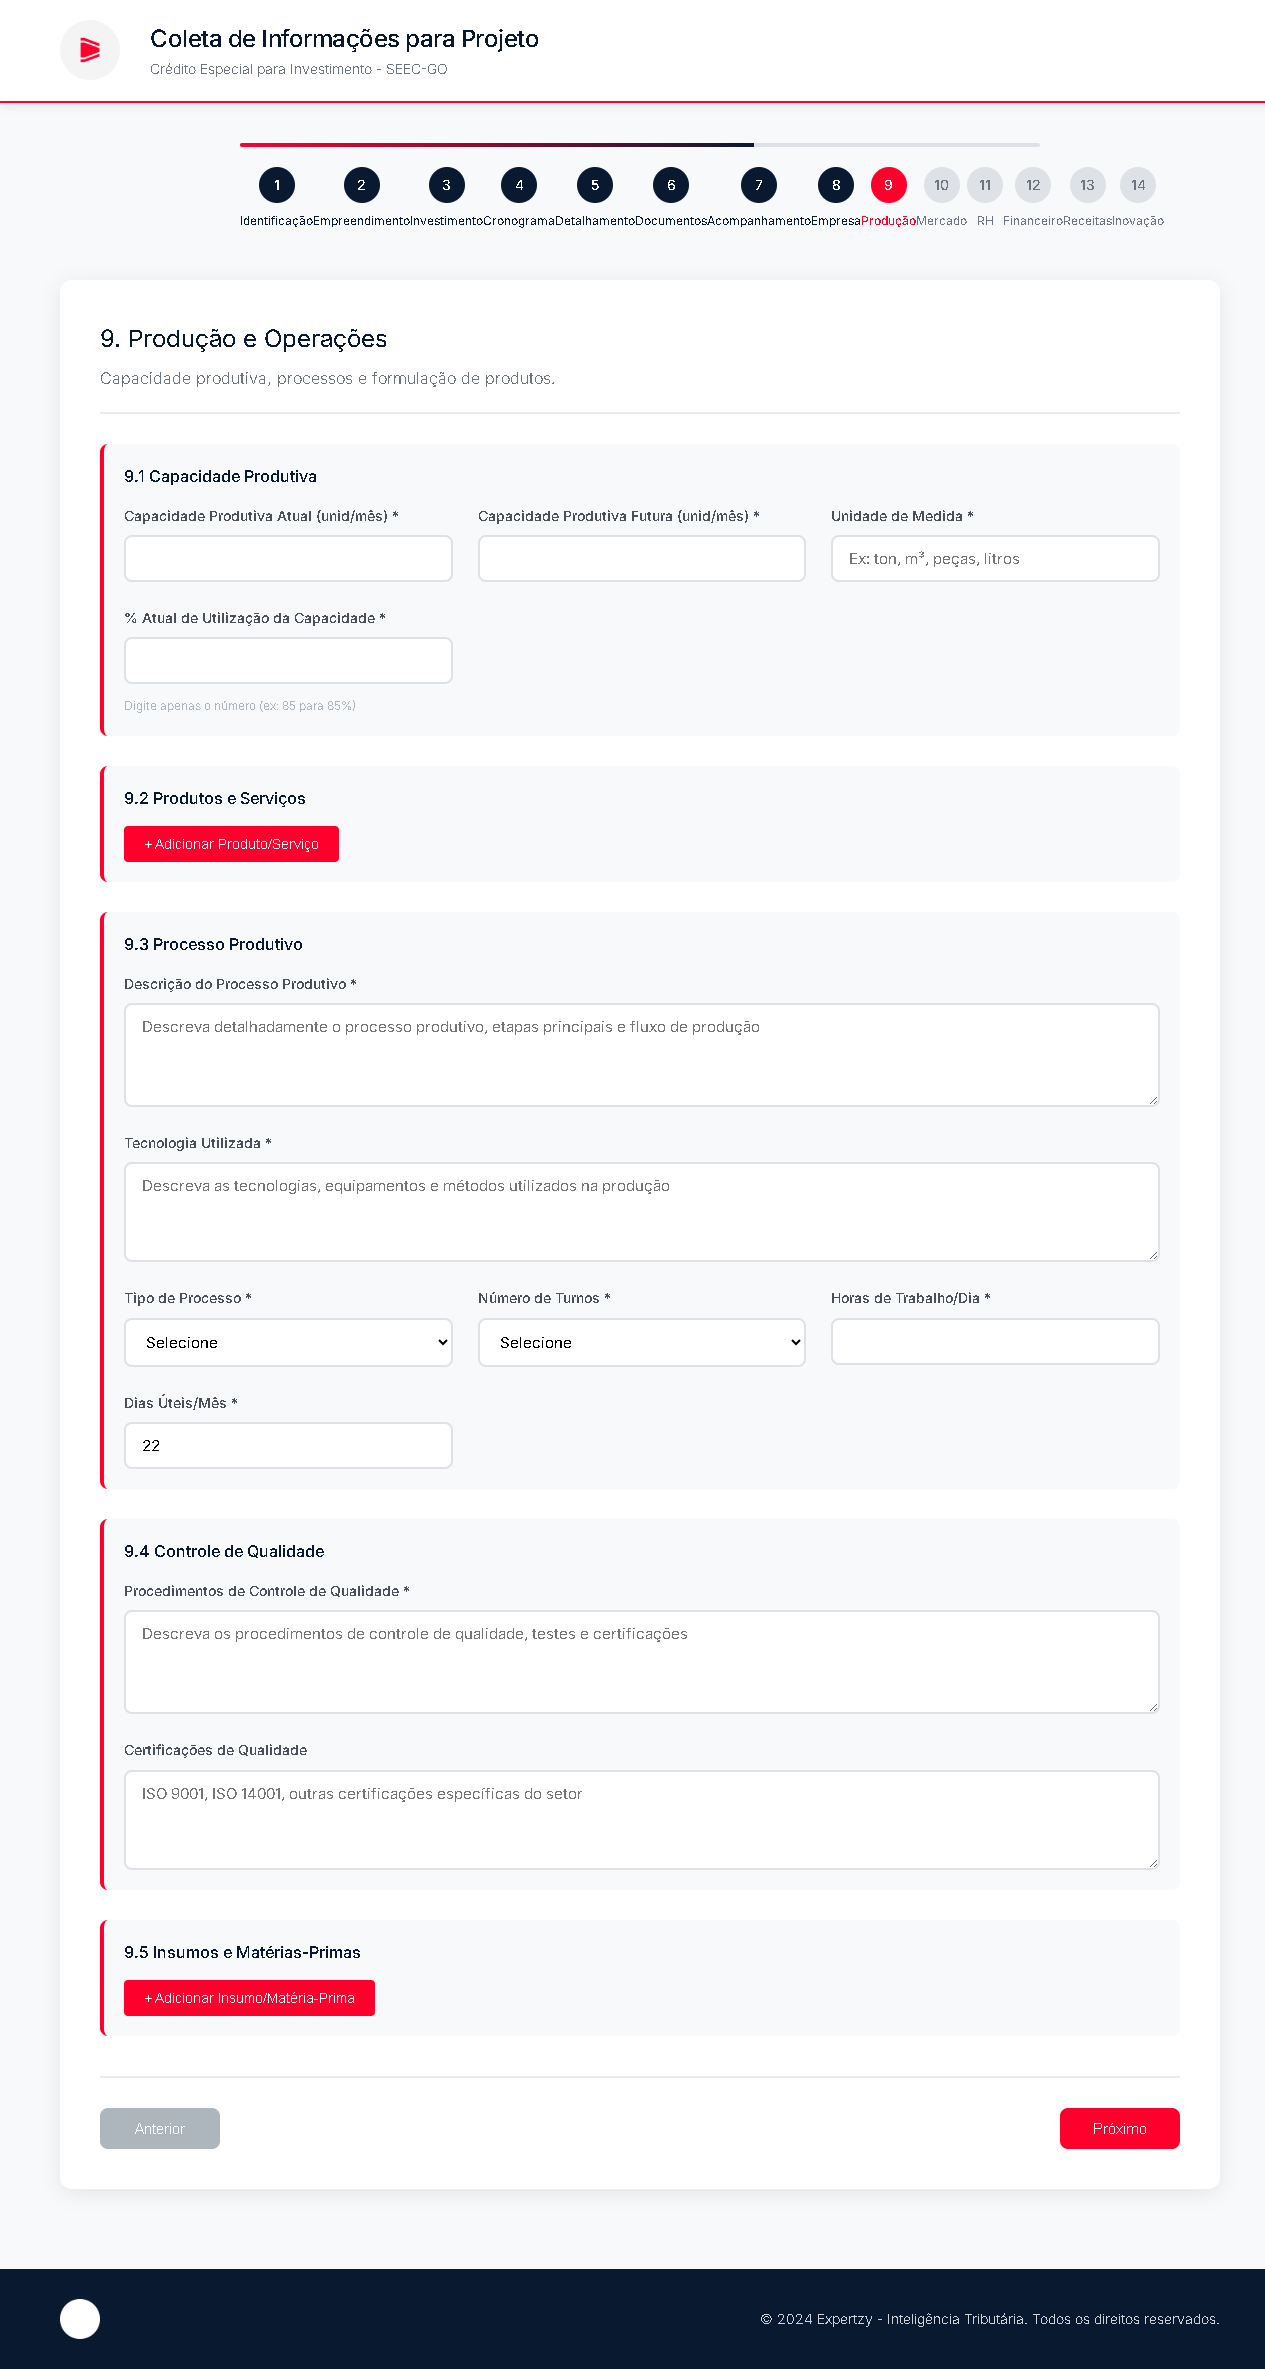 Coleta de Informações para Projeto
Crédito Especial para Investimento - SEEC-GO
1 2 3 4 5 6 7 8 9 10 11 12 13 14
Identificação Empreendimento Investimento Cronograma Detalhamento Documentos Acompanhamento Empresa Produção Mercado RH Financeiro Receitas Inovação
9. Produção e Operações
Capacidade produtiva, processos e formulação de produtos.
9.1 Capacidade Produtiva
Capacidade Produtiva Atual (unid/mês) * Capacidade Produtiva Futura (unid/mês) * Unidade de Medida *
Ex: ton, m³, peças, litros
% Atual de Utilização da Capacidade *
Digite apenas o número (ex: 85 para 85%)
9.2 Produtos e Serviços
+ Adicionar Produto/Serviço
9.3 Processo Produtivo
Descrição do Processo Produtivo *
Descreva detalhadamente o processo produtivo, etapas principais e fluxo de produção
Tecnologia Utilizada *
Descreva as tecnologias, equipamentos e métodos utilizados na produção
Tipo de Processo * Número de Turnos * Horas de Trabalho/Dia *
Selecione Selecione
Dias Úteis/Mês *
22
9.4 Controle de Qualidade
Procedimentos de Controle de Qualidade *
Descreva os procedimentos de controle de qualidade, testes e certificações
Certificações de Qualidade
ISO 9001, ISO 14001, outras certificações específicas do setor
9.5 Insumos e Matérias-Primas
+ Adicionar Insumo/Matéria-Prima
Anterior Próximo
© 2024 Expertzy - Inteligência Tributária. Todos os direitos reservados.